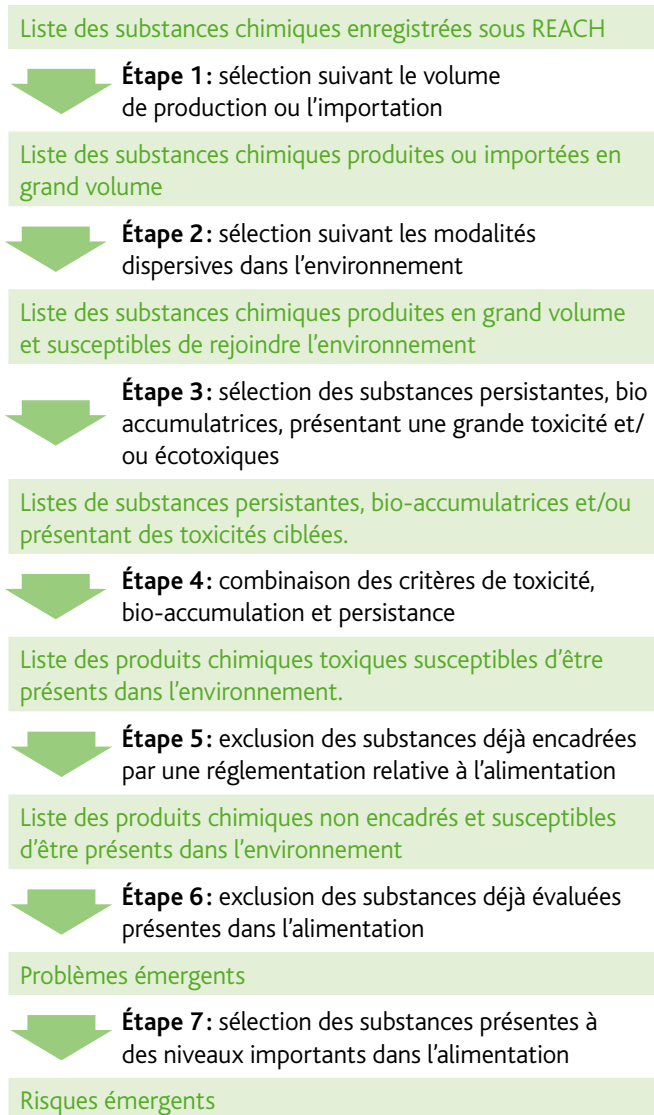 Liste des substances chimiques enregistrées sous REACH
Étape 1 : sélection suivant le volume
de production ou l'importation
Liste des substances chimiques produites ou importées en
grand volume
Étape 2 : sélection suivant les modalités
dispersives dans l'environnement
Liste des substances chimiques produites en grand volume
et susceptibles de rejoindre l'environnement
Étape 3 : sélection des substances persistantes, bio
accumulatrices, présentant une grande toxicité et/
ou écotoxiques
Listes de substances persistantes, bio-accumulatrices et/ou
présentant des toxicités ciblées.
Étape 4 : combinaison des critères de toxicité,
bio-accumulation et persistance
Liste des produits chimiques toxiques susceptibles d'être
présents dans l'environnement.
Étape 5 : exclusion des substances déjà encadrées
par une réglementation relative à l'alimentation
Liste des produits chimiques non encadrés et susceptibles
d'être présents dans l'environnement
Étape 6 : exclusion des substances déjà évaluées
présentes dans l'alimentation
Problèmes émergents
Étape 7 : sélection des substances présentes à
des niveaux importants dans l'alimentation
Risques émergents